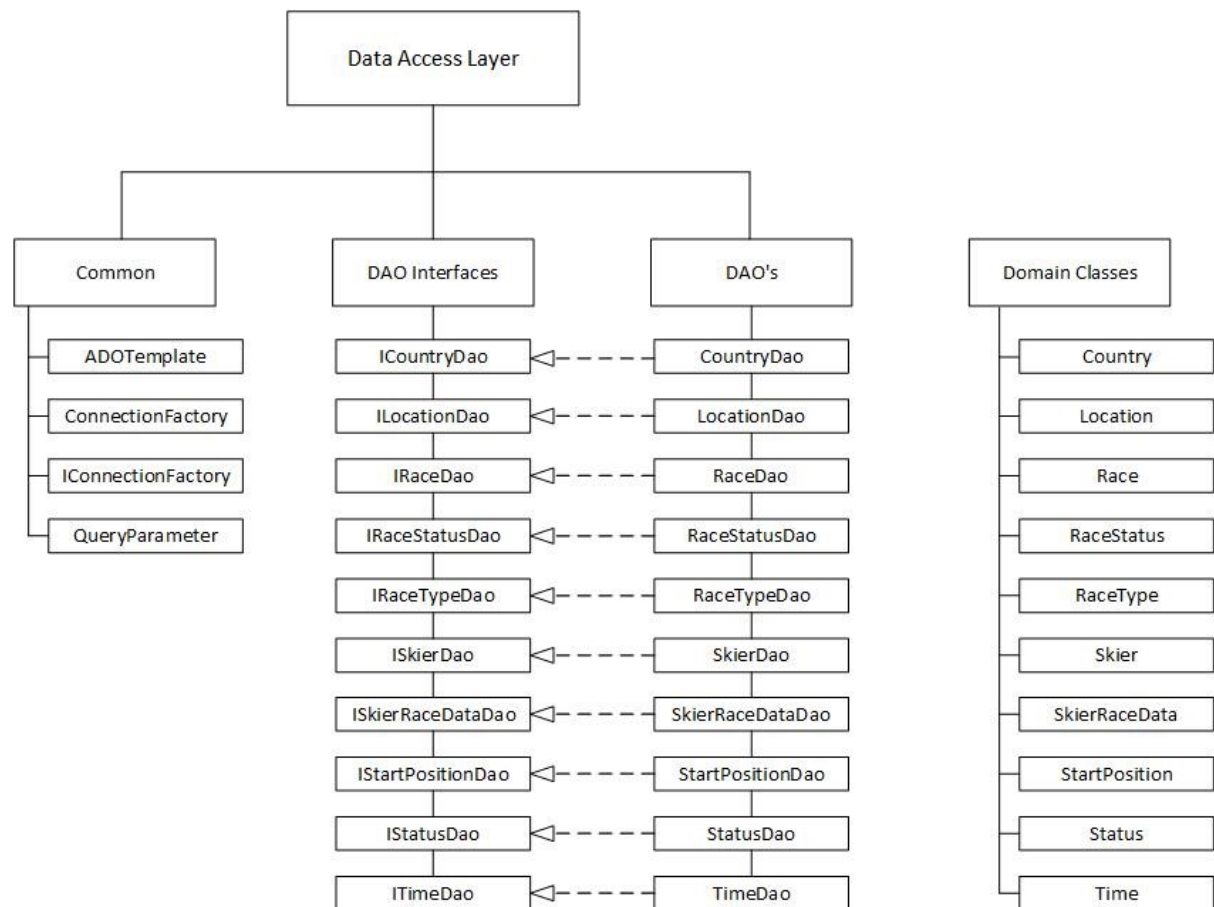 Data Access Layer
Common
DAO Interfaces
DAO's
Domain Classes
ADOTemplate
ConnectionFactory
IConnectionFactory
QueryParameter
ICountryDao
ILocationDao
IRaceDao
IRaceStatusDao
IRaceTypeDao
ISkierDao
ISkierRaceDataDao
IStartPositionDao
IStatusDao
ITimeDao
CountryDao
LocationDao
RaceDao
RaceStatusDao
RaceTypeDao
SkierDao
SkierRaceDataDao
StartPositionDao
StatusDao
TimeDao
Country
Location
Race
RaceStatus
RaceType
Skier
SkierRaceData
StartPosition
Status
Time